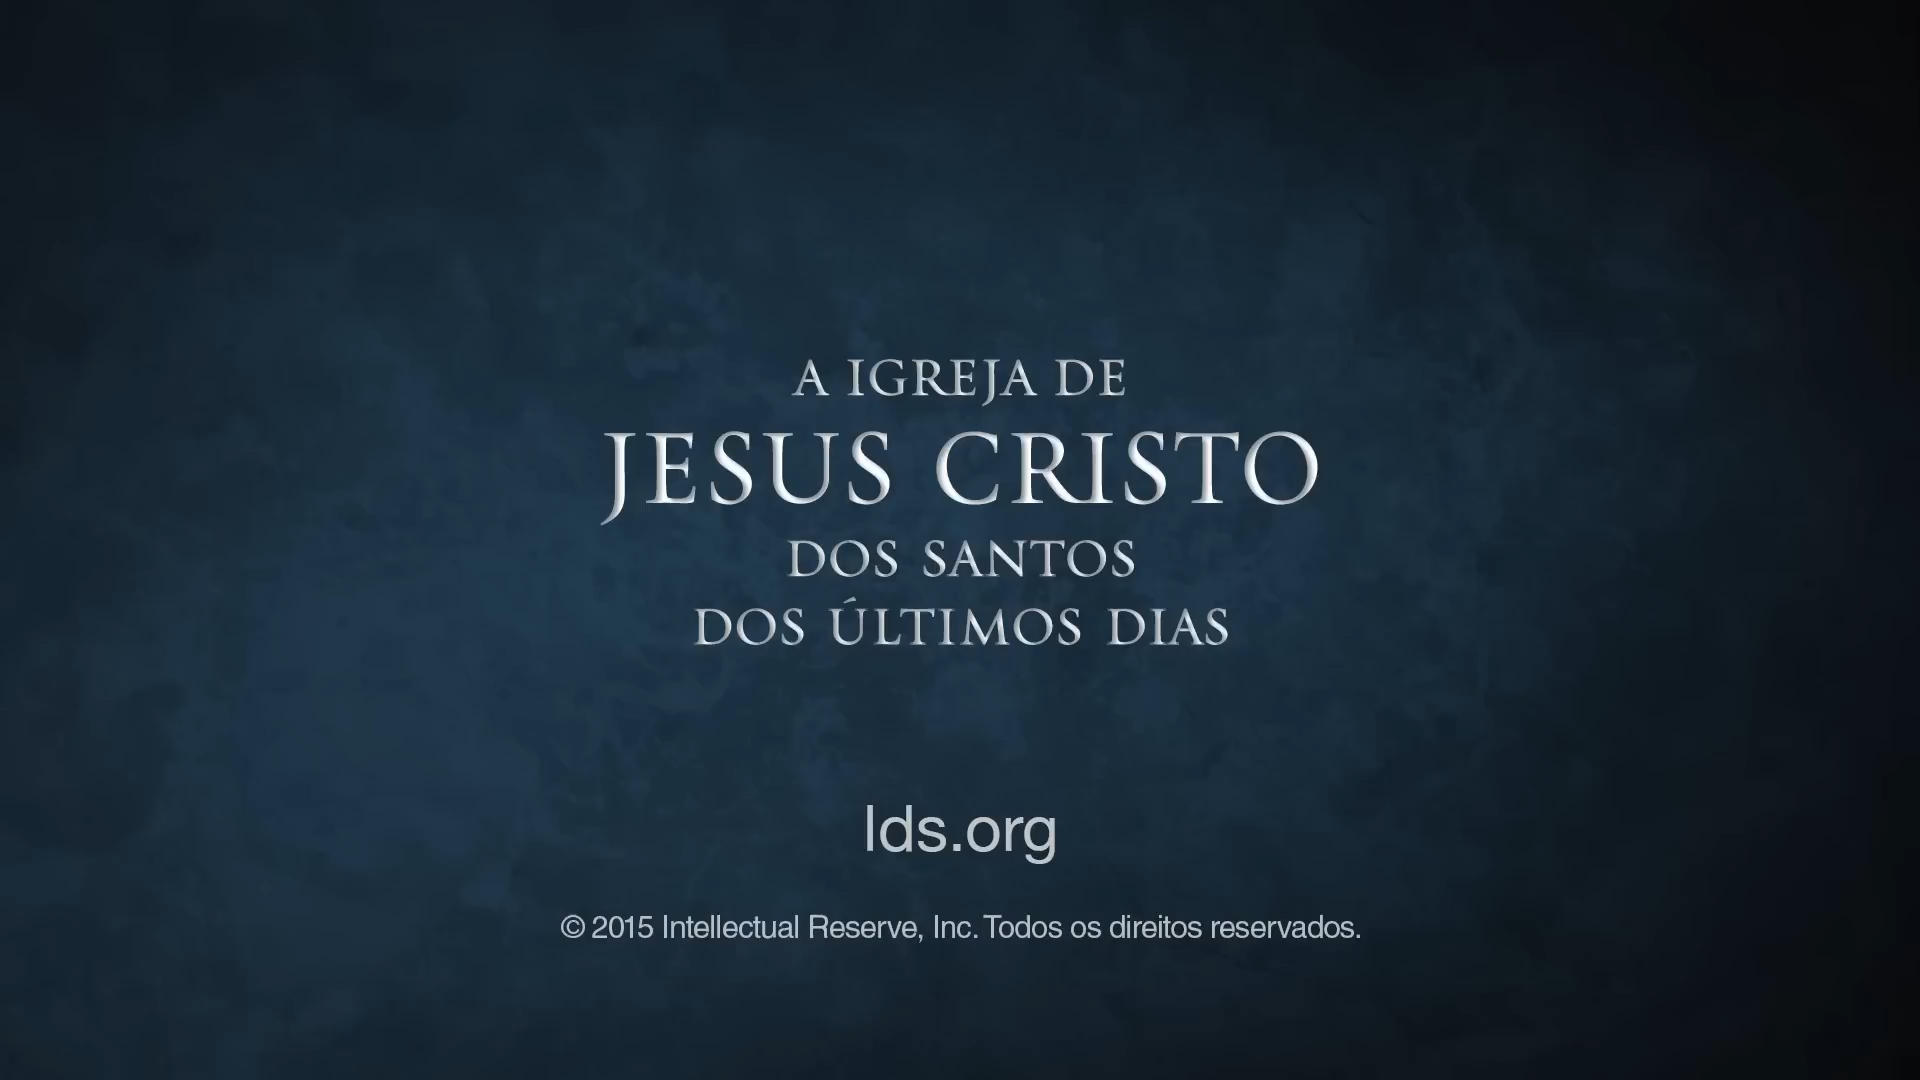 A IGREJA DE
JESUS CRISTO
DOS SANTOS
DOS ÚLTIMOS DIAS
lds.org
© 2015 Intellectual Reserve, Inc. Todos os direitos reservados.